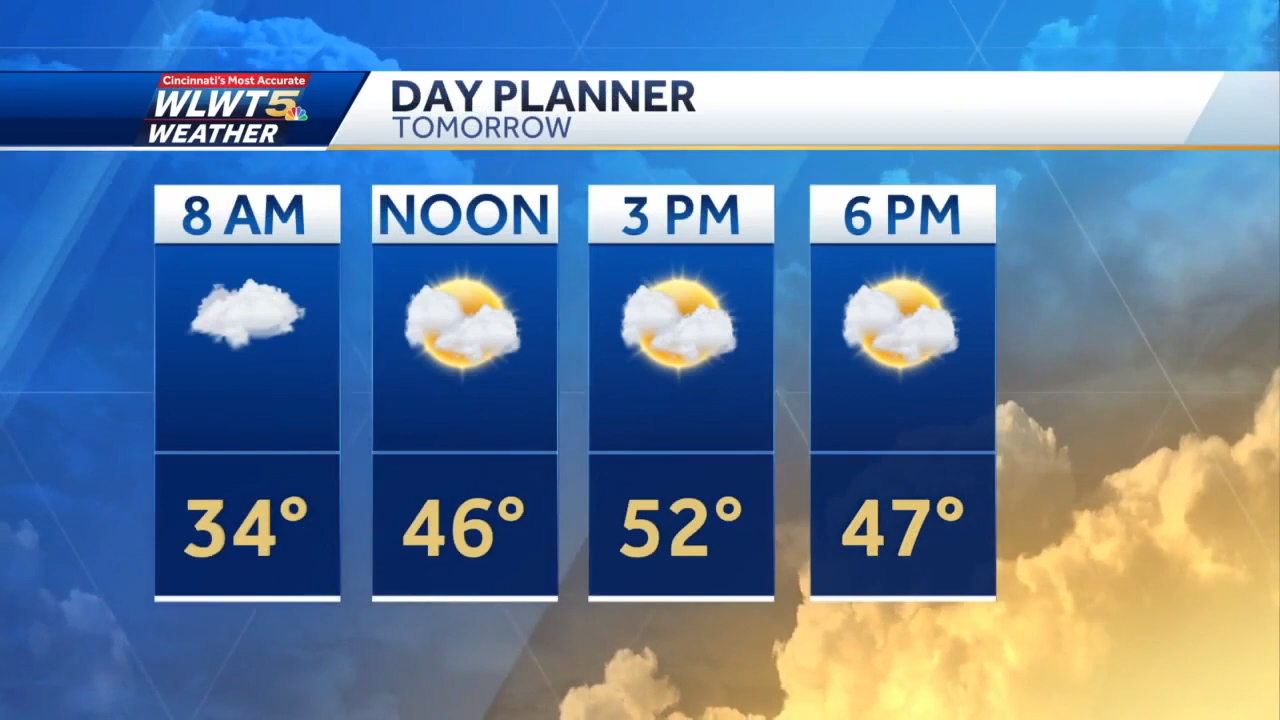 Cincinnati's Most Accurate
WLWT5
WEATHER
DAY PLANNER
TOMORROW
8 AM
NOON
3 PM
6 PM
34°
46°
52°
47°